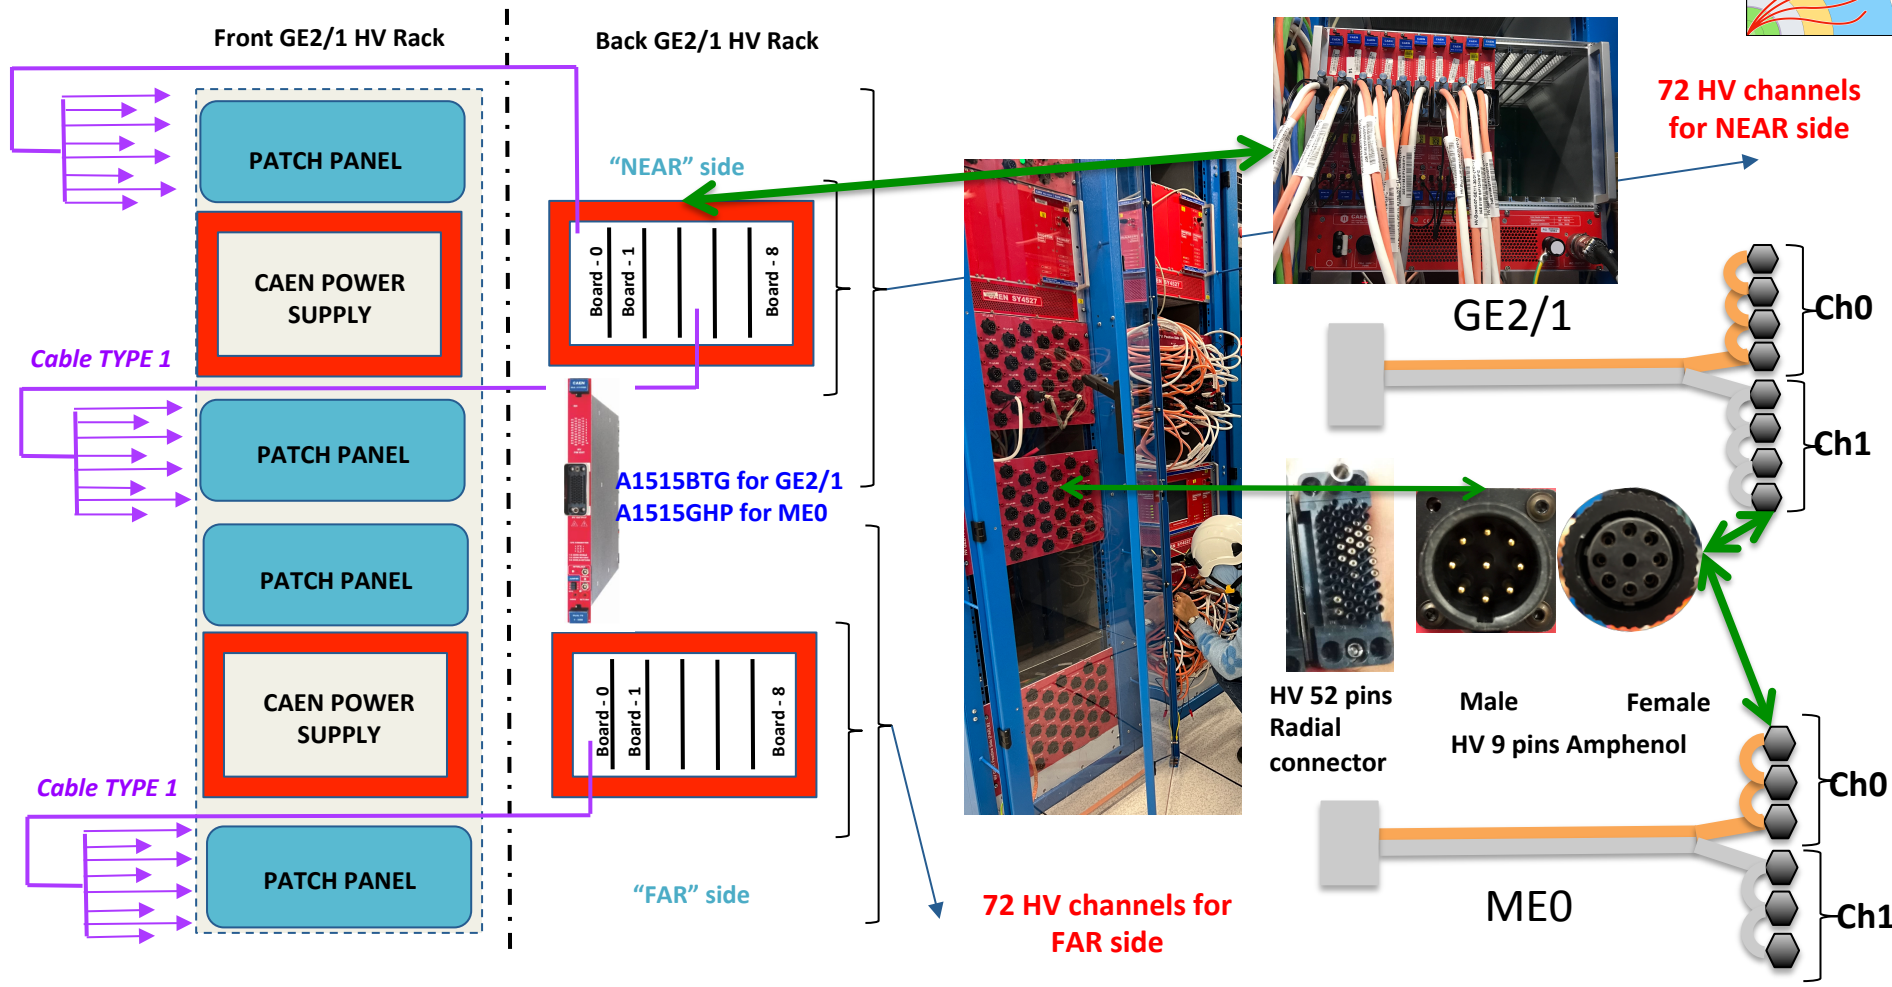 Front GE2/1 HV Rack
Back GE2/1 HV Rack
PATCH PANEL
CAEN POWER
SUPPLY
Cable TYPE 1
PATCH PANEL
PATCH PANEL
CAEN POWER
SUPPLY
Cable TYPE 1
PATCH PANEL
“NEAR” side
Board - 0
Board - 1
Board - 8
A1515BTG for GE2/1
A1515GHP for ME0
Board - 0
Board - 1
Board - 8
“FAR” side
72 HV channels for
FAR side
72 HV channels
for NEAR side
CAEN
SY4527
GE2/1
Ch0
Ch1
HV 52 pins
Radial
connector
Male
Female
HV 9 pins Amphenol
Ch0
Ch1
ME0